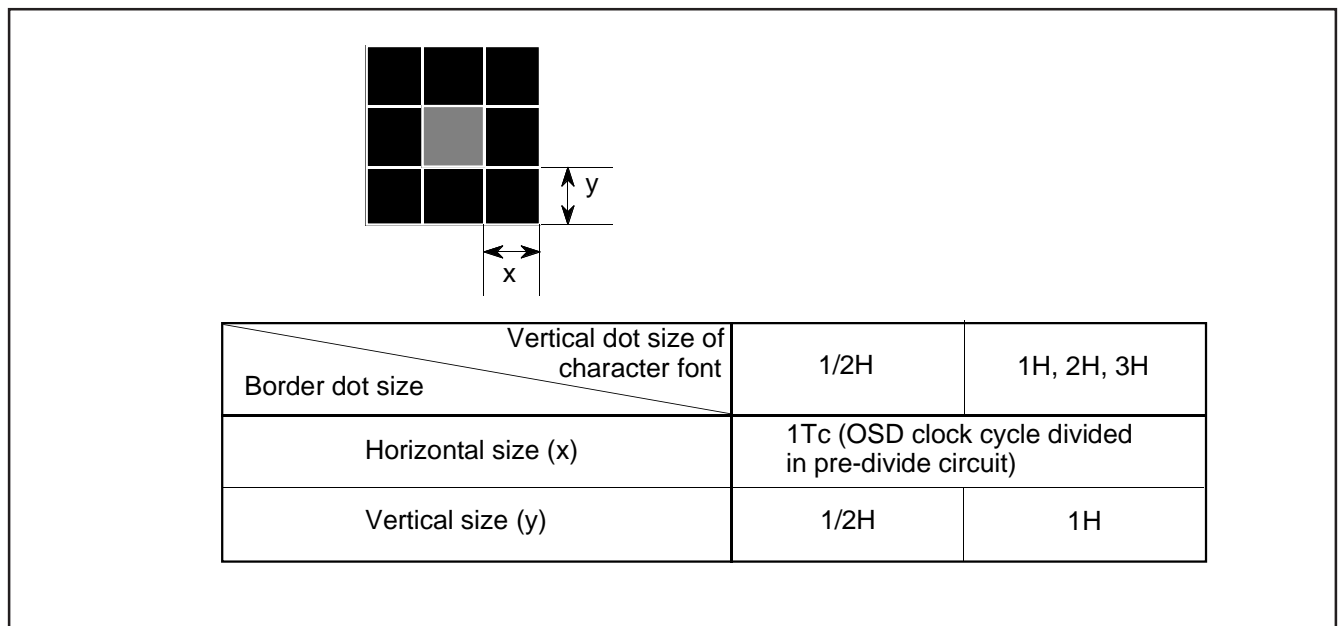 y
x
Vertical dot size of
character font
Border dot size
1/2H
1H, 2H, 3H
Horizontal size (x)
1Tc (OSD clock cycle divided
in pre-divide circuit)
Vertical size (y)
1/2H
1H